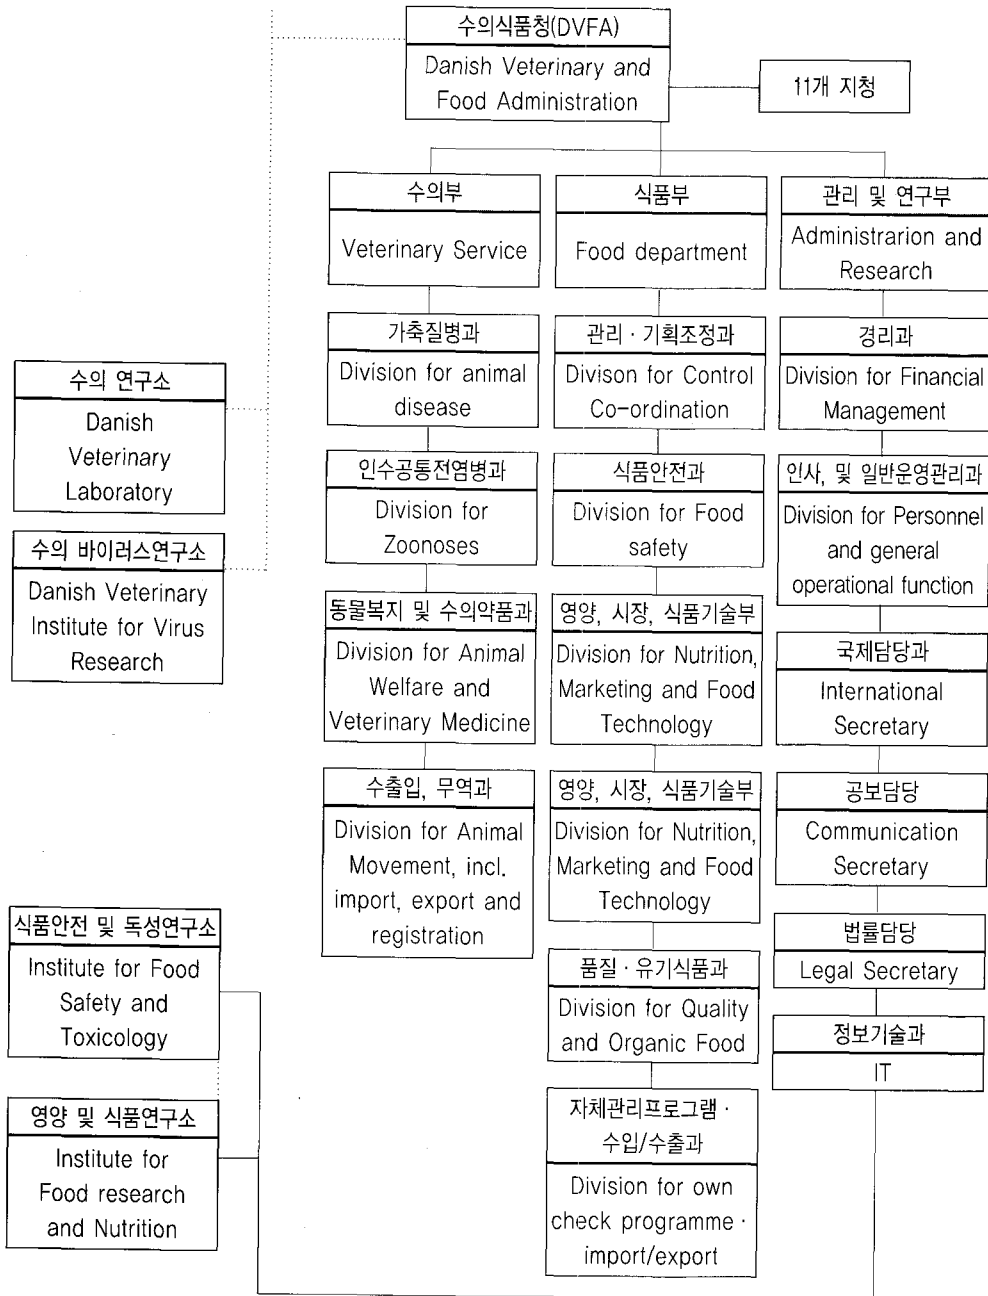 수의식품청(DVFA)
Danish Veterinary and
Food Administration
11개 지청
수의부
Veterinary Service
가축질병과
Division for animal
disease
인수공통전염병과
Division for
Zoonoses
동물복지 및 수의약품과
Division for Animal
Welfare and
Veterinary Medicine
수출입, 무역과
Division for Animal
Movement, incl.
import, export and
registration
식품부
Food department
관리 · 기획조정과
Divison for Control
Co-ordination
식품안전과
Division for Food
safety
영양, 시장, 식품기술부
Division for Nutrition,
Marketing and Food
Technology
영양, 시장, 식품기술부
Division for Nutrition,
Marketing and Food
Technology
품질 · 유기식품과
Division for Quality
and Organic Food
자체관리프로그램 ·
수입/수출과
Division for own
check programme ·
import/export
관리 및 연구부
Administrarion and
Research
경리과
Division for Financial
Management
인사, 및 일반운영관리과
Division for Personnel
and general
operational function
국제담당과
International
Secretary
공보담당
Communication
Secretary
법률담당
Legal Secretary
정보기술과
IT
수의 연구소
Danish
Veterinary
Laboratory
수의 바이러스연구소
Danish Veterinary
Institute for Virus
Research
식품안전 및 독성연구소
Institute for Food
Safety and
Toxicology
영양 및 식품연구소
Institute for
Food research
and Nutrition